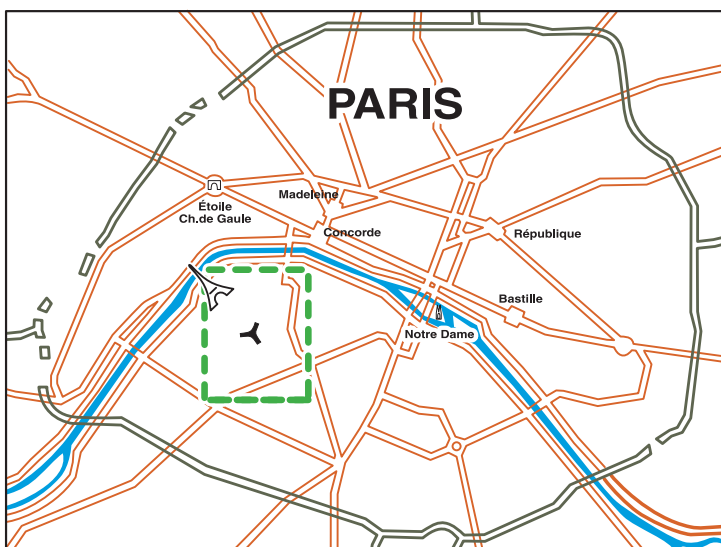 PARIS
Madeleine
Étoile
Ch.de Gaule
Concorde
République
Bastille
Notre Dame